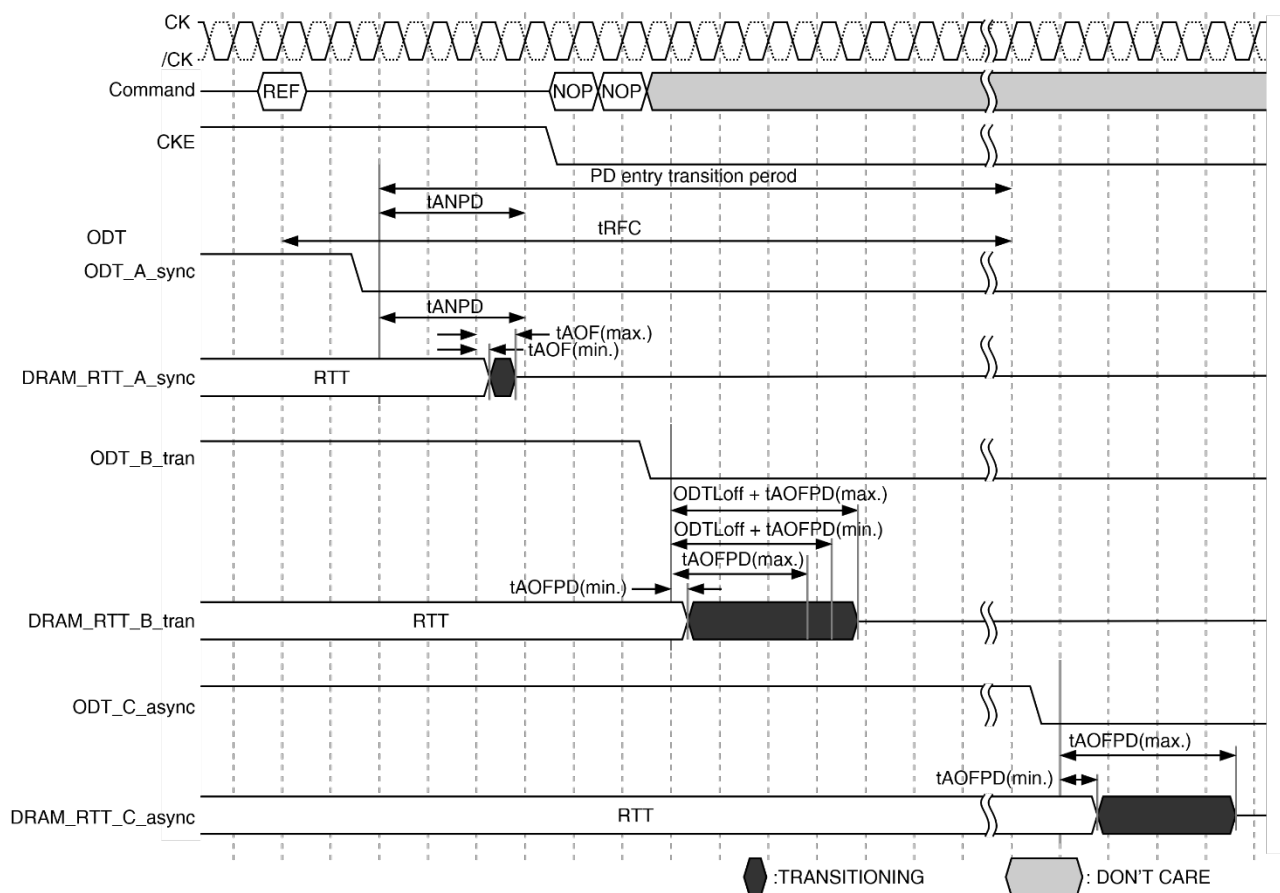 CK
/CK
Command
REF
NOP
NOP
CKE
PD entry transition perod
tANPD
ODT
tRFC
ODT_A_sync
tANPD
tAOF(max.)
tAOF(min.)
DRAM_RTT_A_sync
RTT
ODT_B_tran
ODTLoff + tAOFPD(max.)
ODTLoff + tAOFPD(min.)
tAOFPD(max.)
tAOFPD(min.)
DRAM_RTT_B_tran
RTT
ODT_C_async
tAOFPD(max.)
tAOFPD(min.)
DRAM_RTT_C_async
RTT
:TRANSITIONING
: DON'T CARE